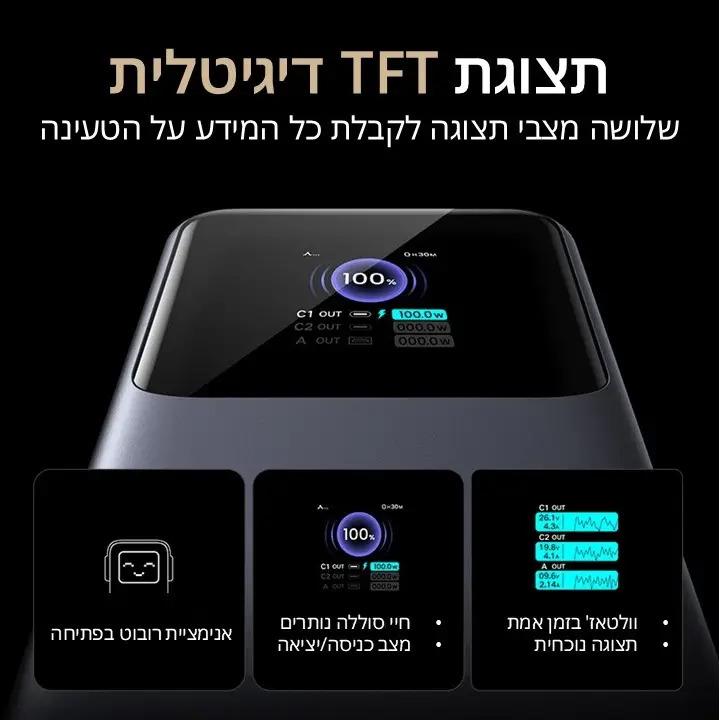 תצוגת TFT דיגיטלית
שלושה מצבי תצוגה לקבלת כל המידע על הטעינה
0H30M
100%
C1 OUT 100.0W
C2 OUT 000.0W
A OUT 000.0W
C1 OUT
26.1V
4.3A
C2 OUT
19.8V
4.1A
A OUT
09.6V
2.14A
• וולטאז' בזמן אמת
• תצוגה נוכחית
0H30M
100%
C1 OUT 100.0W
C2 OUT 000.0W
A OUT 000.0W
• חיי סוללה נותרים
• מצב כניסה/יציאה
אנימציית רובוט בפתיחה